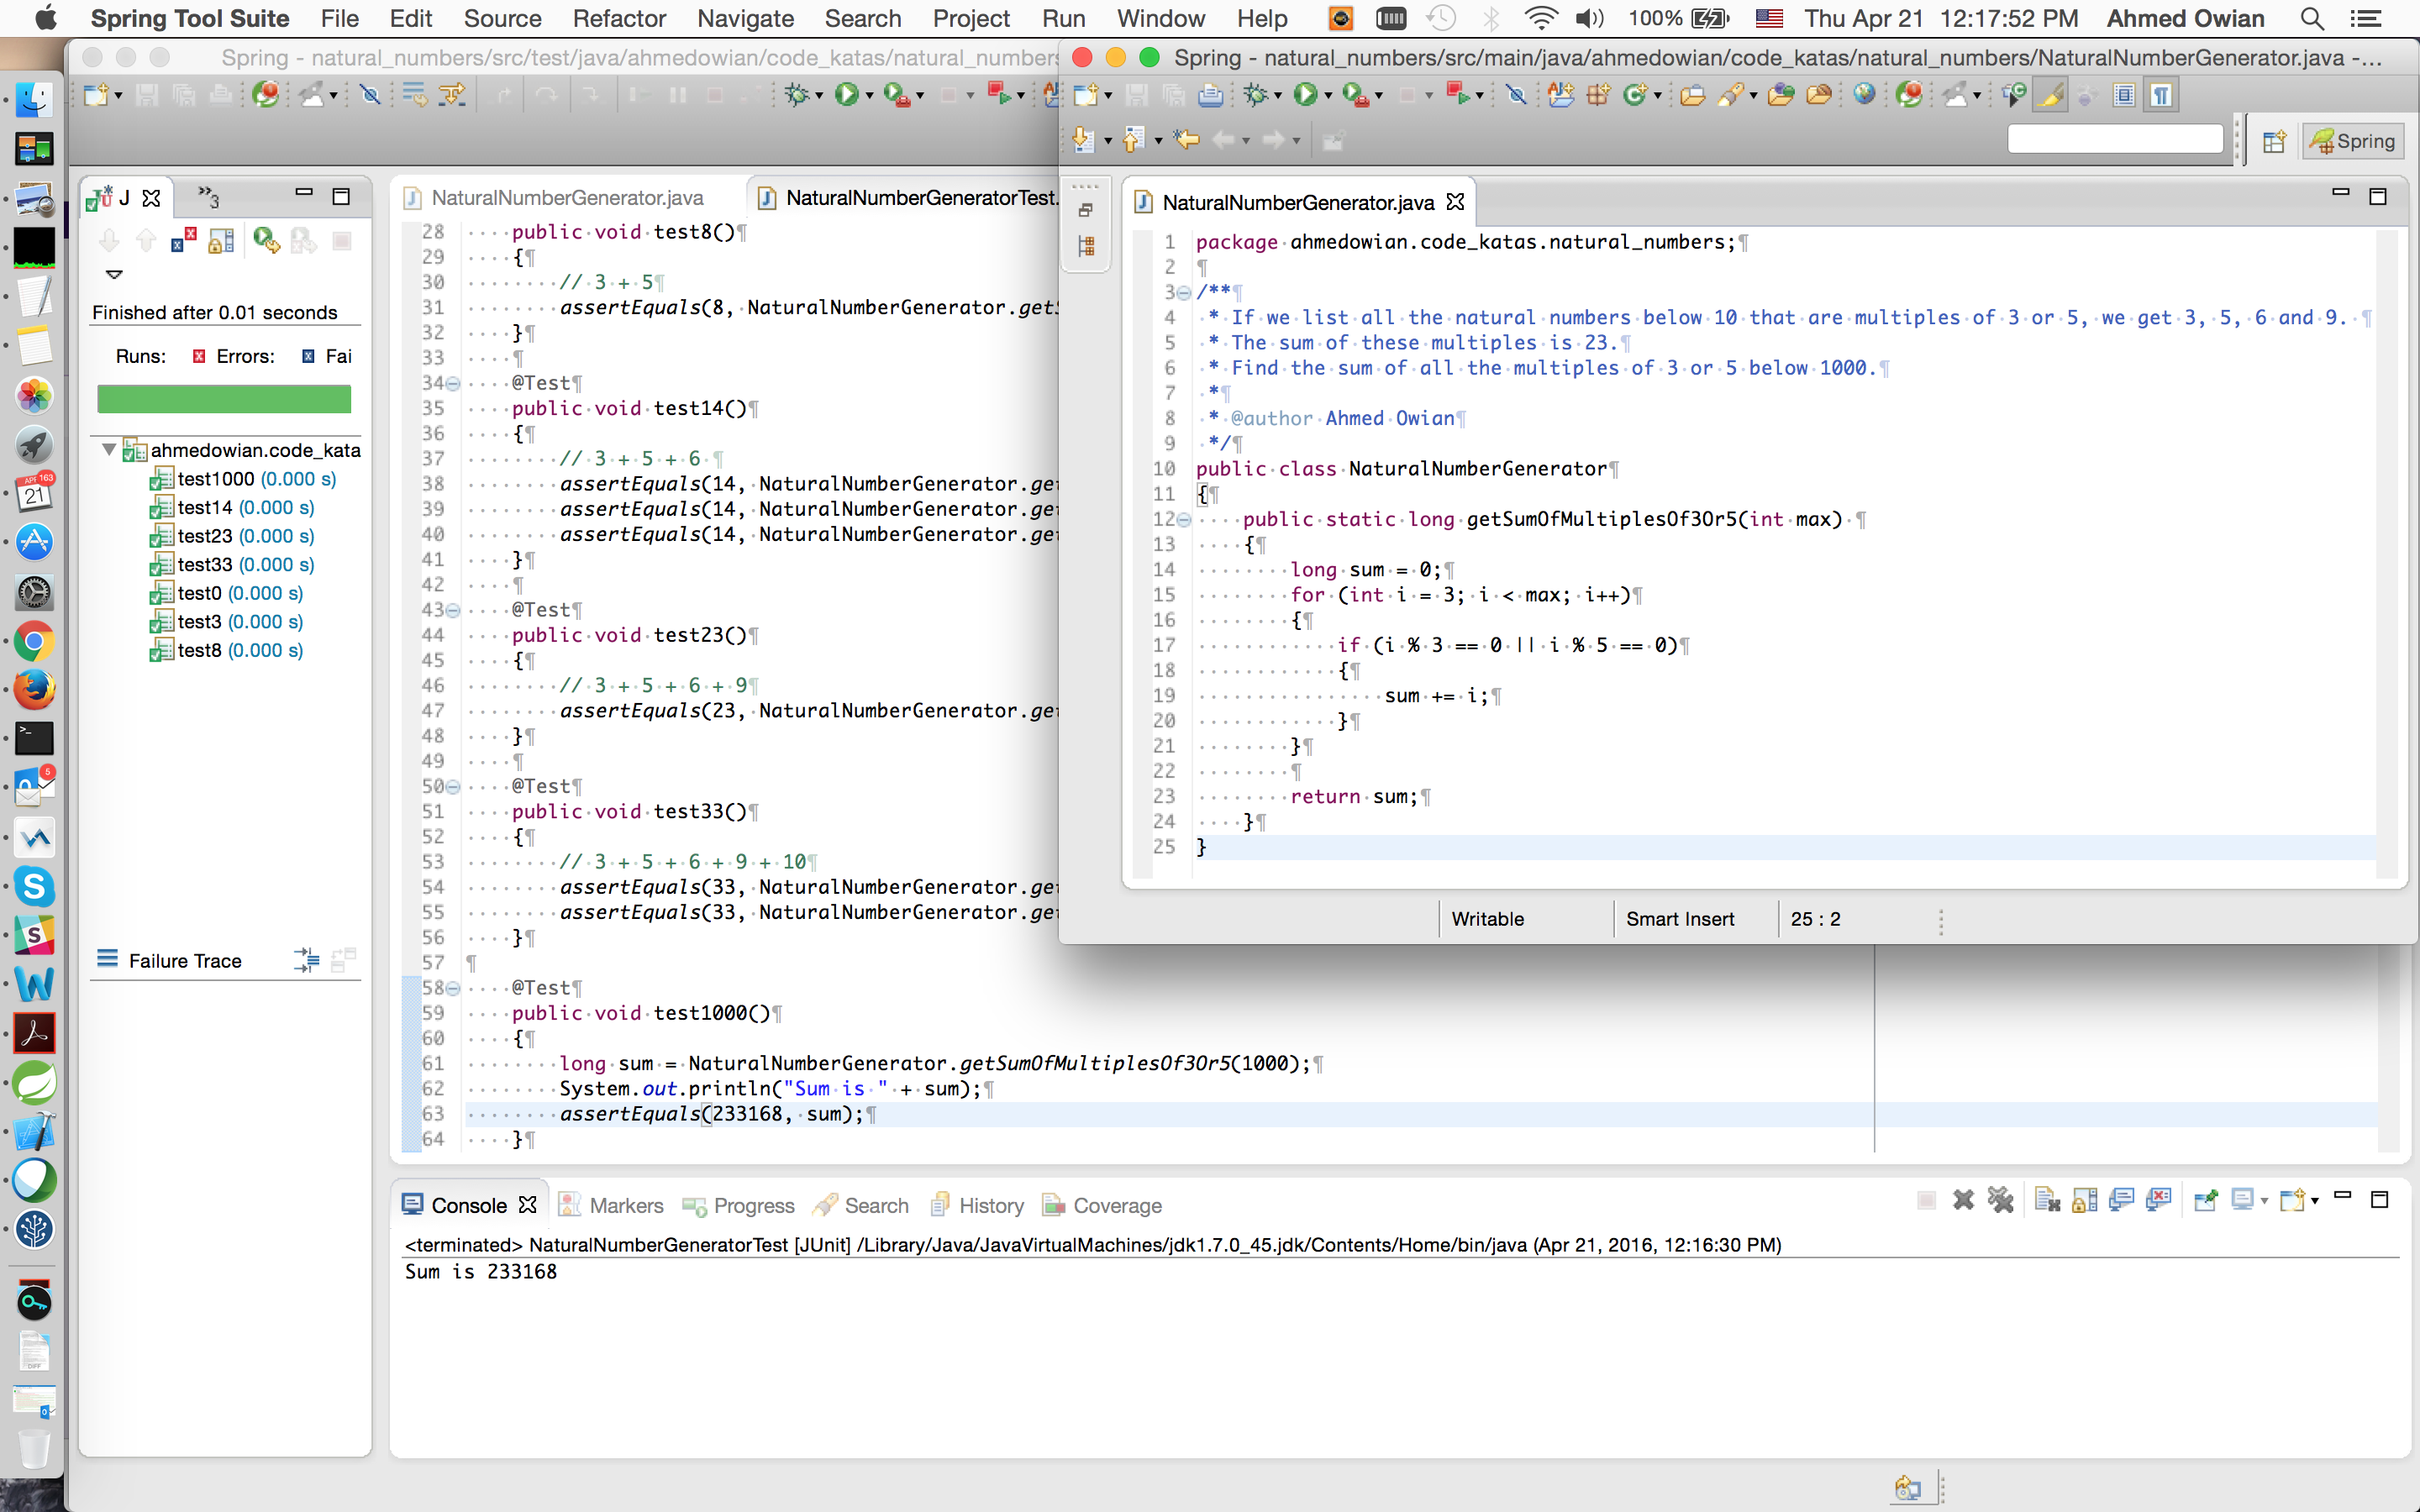 Spring Tool Suite File Edit Source Refactor Navigate Search Project Run Window Help 100% Thu Apr 21 12:17:52 PM Ahmed Owian
Spring - natural_numbers/src/test/java/ahmedowian/code_katas/natural_numbers
J
3
Finished after 0.01 seconds
Runs: Errors: Fai
ahmedowian.code_kata
test1000 (0.000 s)
test14 (0.000 s)
test23 (0.000 s)
test33 (0.000 s)
test0 (0.000 s)
test3 (0.000 s)
test8 (0.000 s)
Failure Trace
NaturalNumberGenerator.java NaturalNumberGeneratorTest.
28 public void test8()¶
29 {¶
30 // 3 + 5¶
31 assertEquals(8, NaturalNumberGenerator.getS
32 }¶
33 ¶
34 @Test¶
35 public void test14()¶
36 {¶
37 // 3 + 5 + 6 ¶
38 assertEquals(14, NaturalNumberGenerator.get
39 assertEquals(14, NaturalNumberGenerator.get
40 assertEquals(14, NaturalNumberGenerator.get
41 }¶
42 ¶
43 @Test¶
44 public void test23()¶
45 {¶
46 // 3 + 5 + 6 + 9¶
47 assertEquals(23, NaturalNumberGenerator.get
48 }¶
49 ¶
50 @Test¶
51 public void test33()¶
52 {¶
53 // 3 + 5 + 6 + 9 + 10¶
54 assertEquals(33, NaturalNumberGenerator.get
55 assertEquals(33, NaturalNumberGenerator.get
56 }¶
57 ¶
58 @Test¶
59 public void test1000()¶
60 {¶
61 long sum = NaturalNumberGenerator.getSumOfMultiplesOf3Or5(1000);¶
62 System.out.println("Sum is " + sum);¶
63 assertEquals(233168, sum);¶
64 }¶
Spring - natural_numbers/src/main/java/ahmedowian/code_katas/natural_numbers/NaturalNumberGenerator.java -...
Spring
NaturalNumberGenerator.java
1 package ahmedowian.code_katas.natural_numbers;¶
2 ¶
3 /**¶
4 * If we list all the natural numbers below 10 that are multiples of 3 or 5, we get 3, 5, 6 and 9. ¶
5 * The sum of these multiples is 23.¶
6 * Find the sum of all the multiples of 3 or 5 below 1000.¶
7 *¶
8 * @author Ahmed Owian¶
9 */¶
10 public class NaturalNumberGenerator¶
11 {¶
12 public static long getSumOfMultiplesOf3Or5(int max) ¶
13 {¶
14 long sum = 0;¶
15 for (int i = 3; i < max; i++)¶
16 {¶
17 if (i % 3 == 0 || i % 5 == 0)¶
18 {¶
19 sum += i;¶
20 }¶
21 }¶
22 ¶
23 return sum;¶
24 }¶
25 }
Writable Smart Insert 25 : 2
Console Markers Progress Search History Coverage
<terminated> NaturalNumberGeneratorTest [JUnit] /Library/Java/JavaVirtualMachines/jdk1.7.0_45.jdk/Contents/Home/bin/java (Apr 21, 2016, 12:16:30 PM)
Sum is 233168